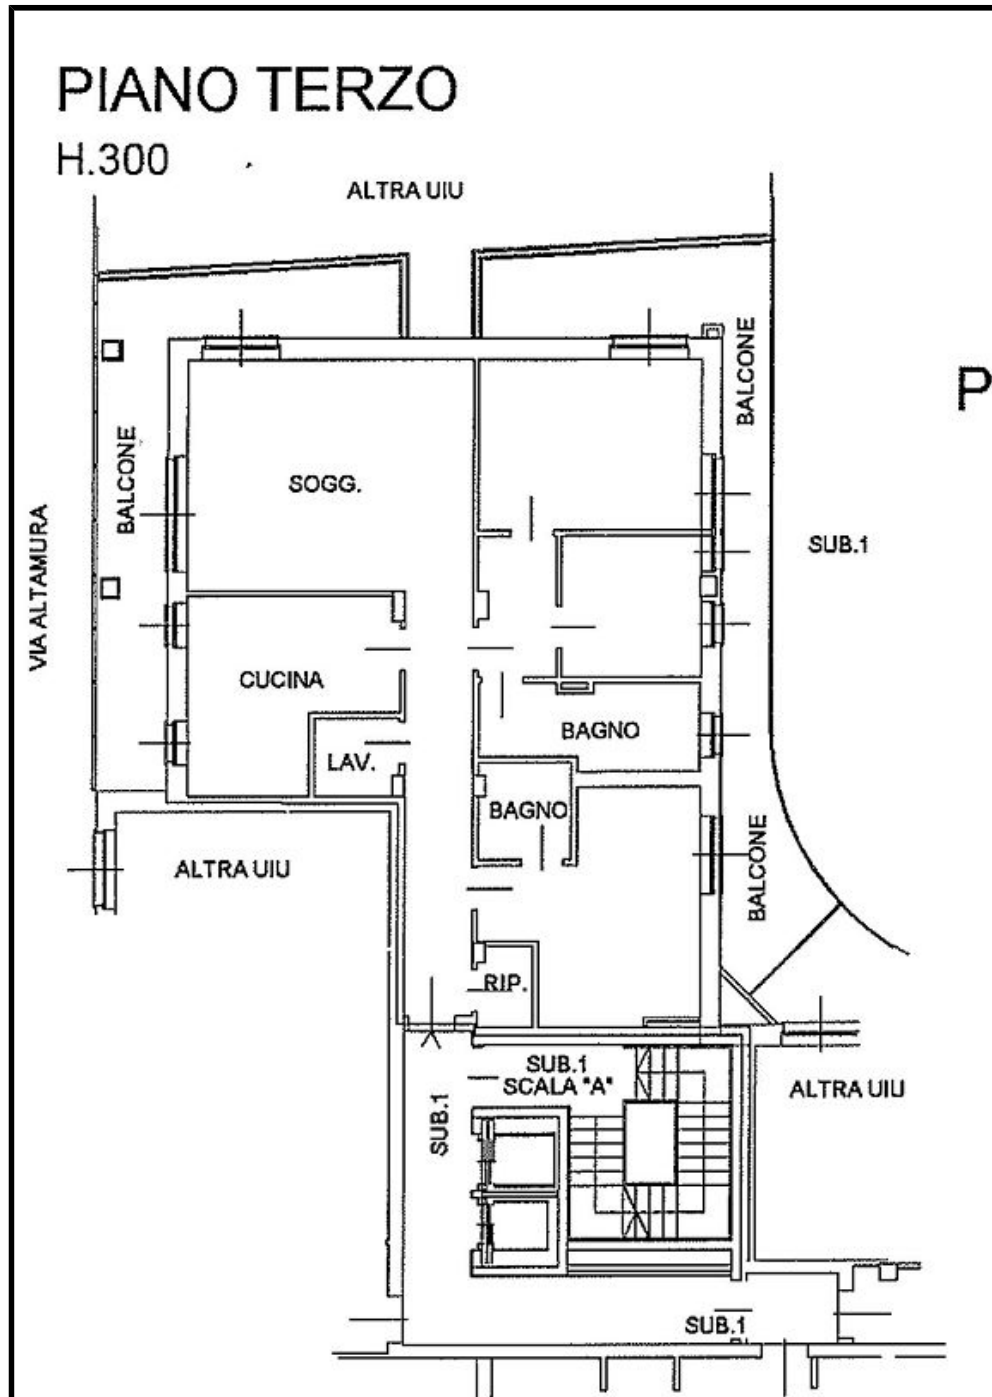 PIANO TERZO
H.300
ALTRA UIU
BALCONE
BALCONE
P
SOGG.
VIA ALTAMURA
SUB.1
CUCINA
BAGNO
LAV.
BAGNO
ALTRA UIU
BALCONE
RIP.
SUB.1
SCALA "A"
ALTRA UIU
SUB.1
SUB.1